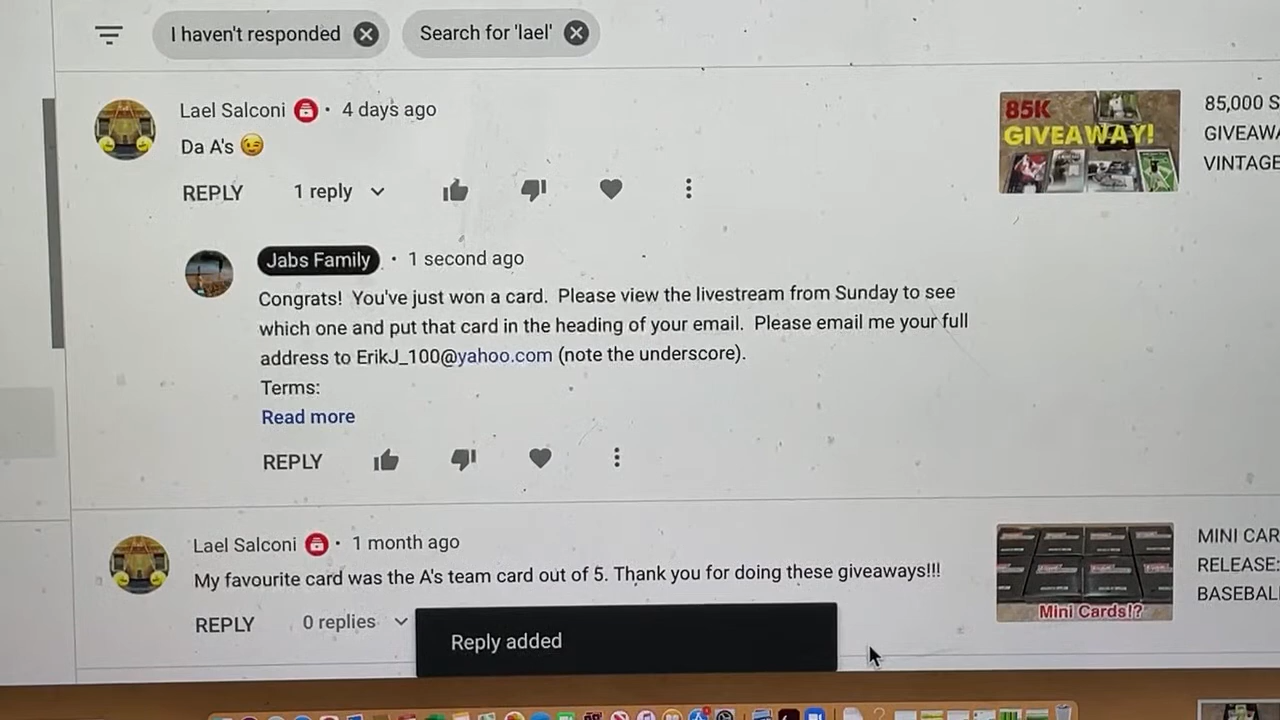 I haven't responded
Search for 'lael'
Lael Salconi · 4 days ago
Da A's 😉
REPLY 1 reply
85K
GIVEAWAY!
85,000 S
GIVEAWA
VINTAGE
Jabs Family · 1 second ago
Congrats! You've just won a card. Please view the livestream from Sunday to see
which one and put that card in the heading of your email. Please email me your full
address to ErikJ_100@yahoo.com (note the underscore).
Terms:
Read more
REPLY
Lael Salconi · 1 month ago
My favourite card was the A's team card out of 5. Thank you for doing these giveaways!!!
REPLY 0 replies
Mini Cards!?
MINI CAR
RELEASE:
BASEBAL
Reply added